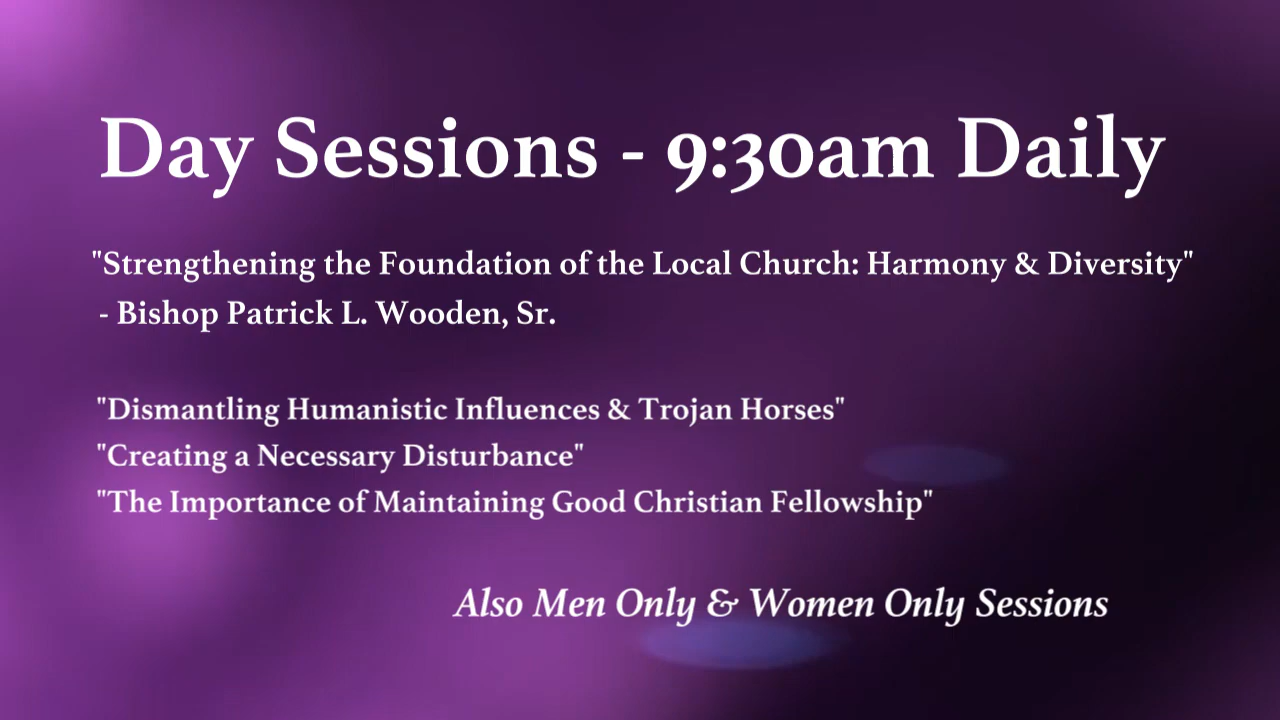 Day Sessions - 9:30am Daily
"Strengthening the Foundation of the Local Church: Harmony & Diversity"
- Bishop Patrick L. Wooden, Sr.
"Dismantling Humanistic Influences & Trojan Horses"
"Creating a Necessary Disturbance"
"The Importance of Maintaining Good Christian Fellowship"
Also Men Only & Women Only Sessions